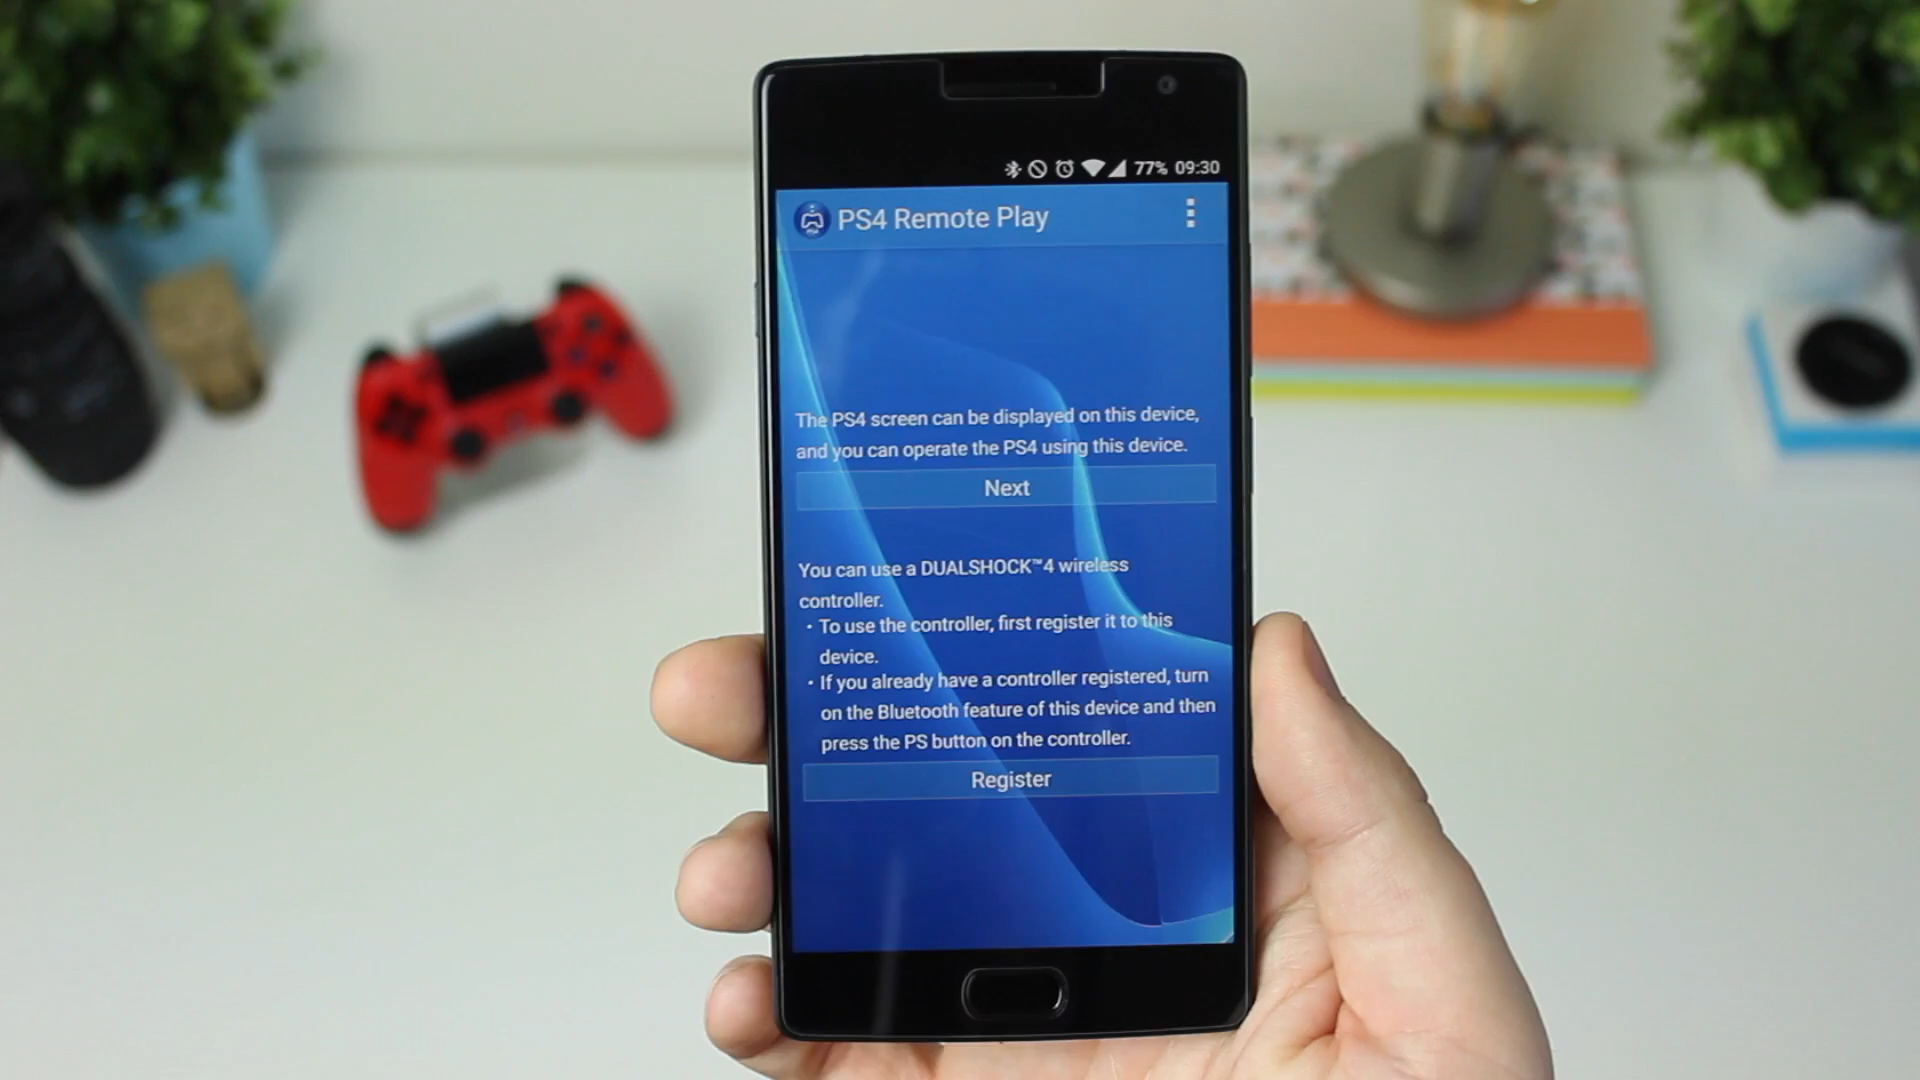 77% 09:30
PS4 Remote Play
The PS4 screen can be displayed on this device,
and you can operate the PS4 using this device.
Next
You can use a DUALSHOCK™4 wireless
controller.
• To use the controller, first register it to this
device.
• If you already have a controller registered, turn
on the Bluetooth feature of this device and then
press the PS button on the controller.
Register